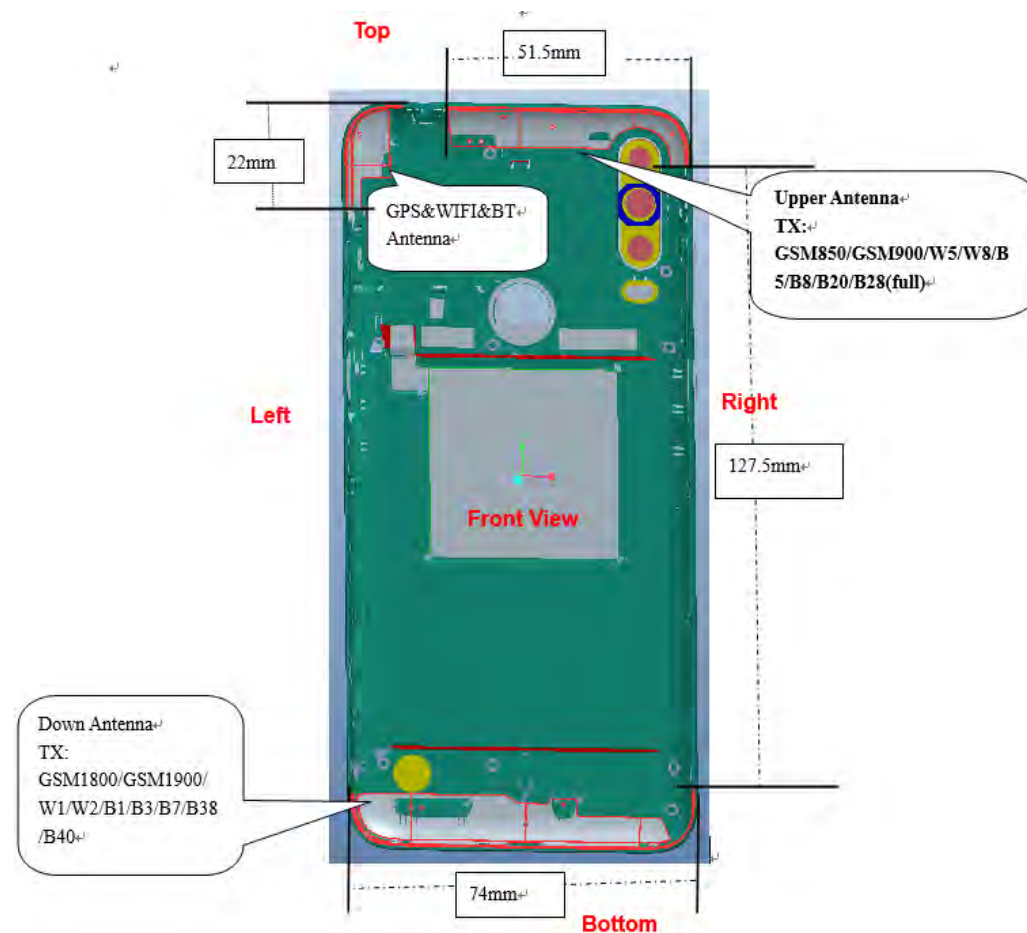 Top
51.5mm
22mm
GPS&WIFI&BT
Antenna
Upper Antenna
TX:
GSM850/GSM900/W5/W8/B
5/B8/B20/B28(full)
Left
Right
127.5mm
Front View
Down Antenna
TX:
GSM1800/GSM1900/
W1/W2/B1/B3/B7/B38
/B40
74mm
Bottom